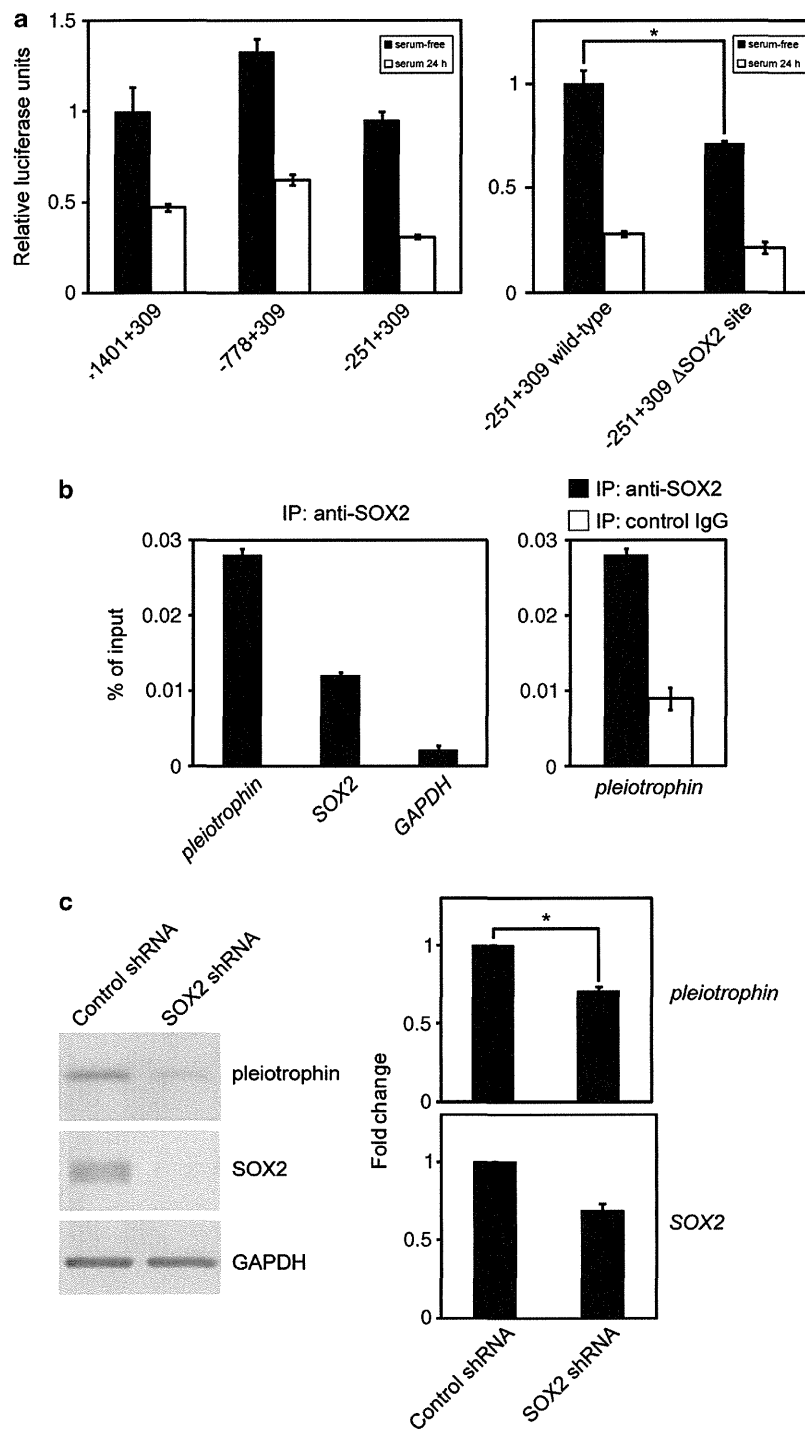 a
1.5
1
0.5
0
Relative luciferase units
serum-free
serum 24 h
-1401+309
-778+309
-251+309
*
serum-free
serum 24 h
1
0.5
0
-251+309 wild-type
-251+309 ΔSOX2 site
b
IP: anti-SOX2
0.03
0.02
0.01
0
% of input
pleiotrophin
SOX2
GAPDH
IP: anti-SOX2
IP: control IgG
0.03
0.02
0.01
0
pleiotrophin
c
Control shRNA
SOX2 shRNA
pleiotrophin
SOX2
GAPDH
Fold change
*
1
0.5
0
pleiotrophin
1
0.5
0
SOX2
Control shRNA
SOX2 shRNA